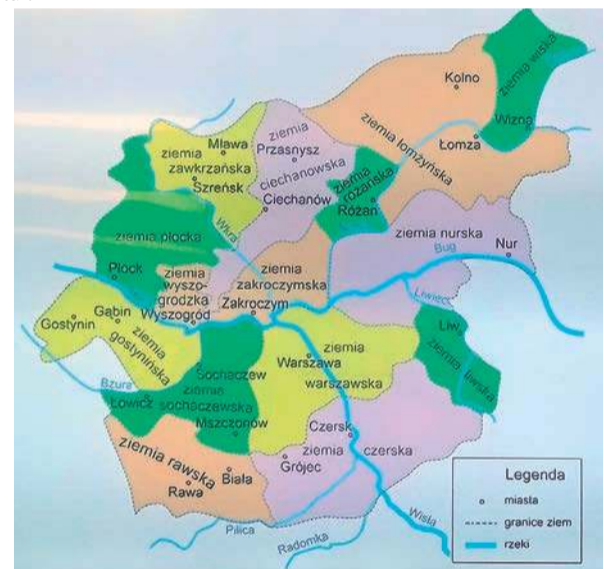 Kolno
ziemia wiska
Wizna
Łomża
ziemia łomżyńska
ziemia
Przasnysz
ciechanowska
Ciechanów
Mława
ziemia
zawkrzańska
Szreńsk
ziemia
różańska
Różan
ziemia nurska
Bug
Nur
Wkra
ziemia płocka
Płock
ziemia
wyszo-
grodzka
Wyszogród
ziemia
zakroczymska
Zakroczym
Liwiec
Liw
ziemia liwska
Gostynin
Gąbin
ziemia
gostynińska
Sochaczew
Bzura
Łowicz
ziemia
sochaczewska
Mszczonów
Warszawa
ziemia
warszawska
Czersk
ziemia
czerska
Grójec
ziemia rawska
Biała
Rawa
Pilica
Radomka
Wisła
Legenda
miasta
granice ziem
rzeki